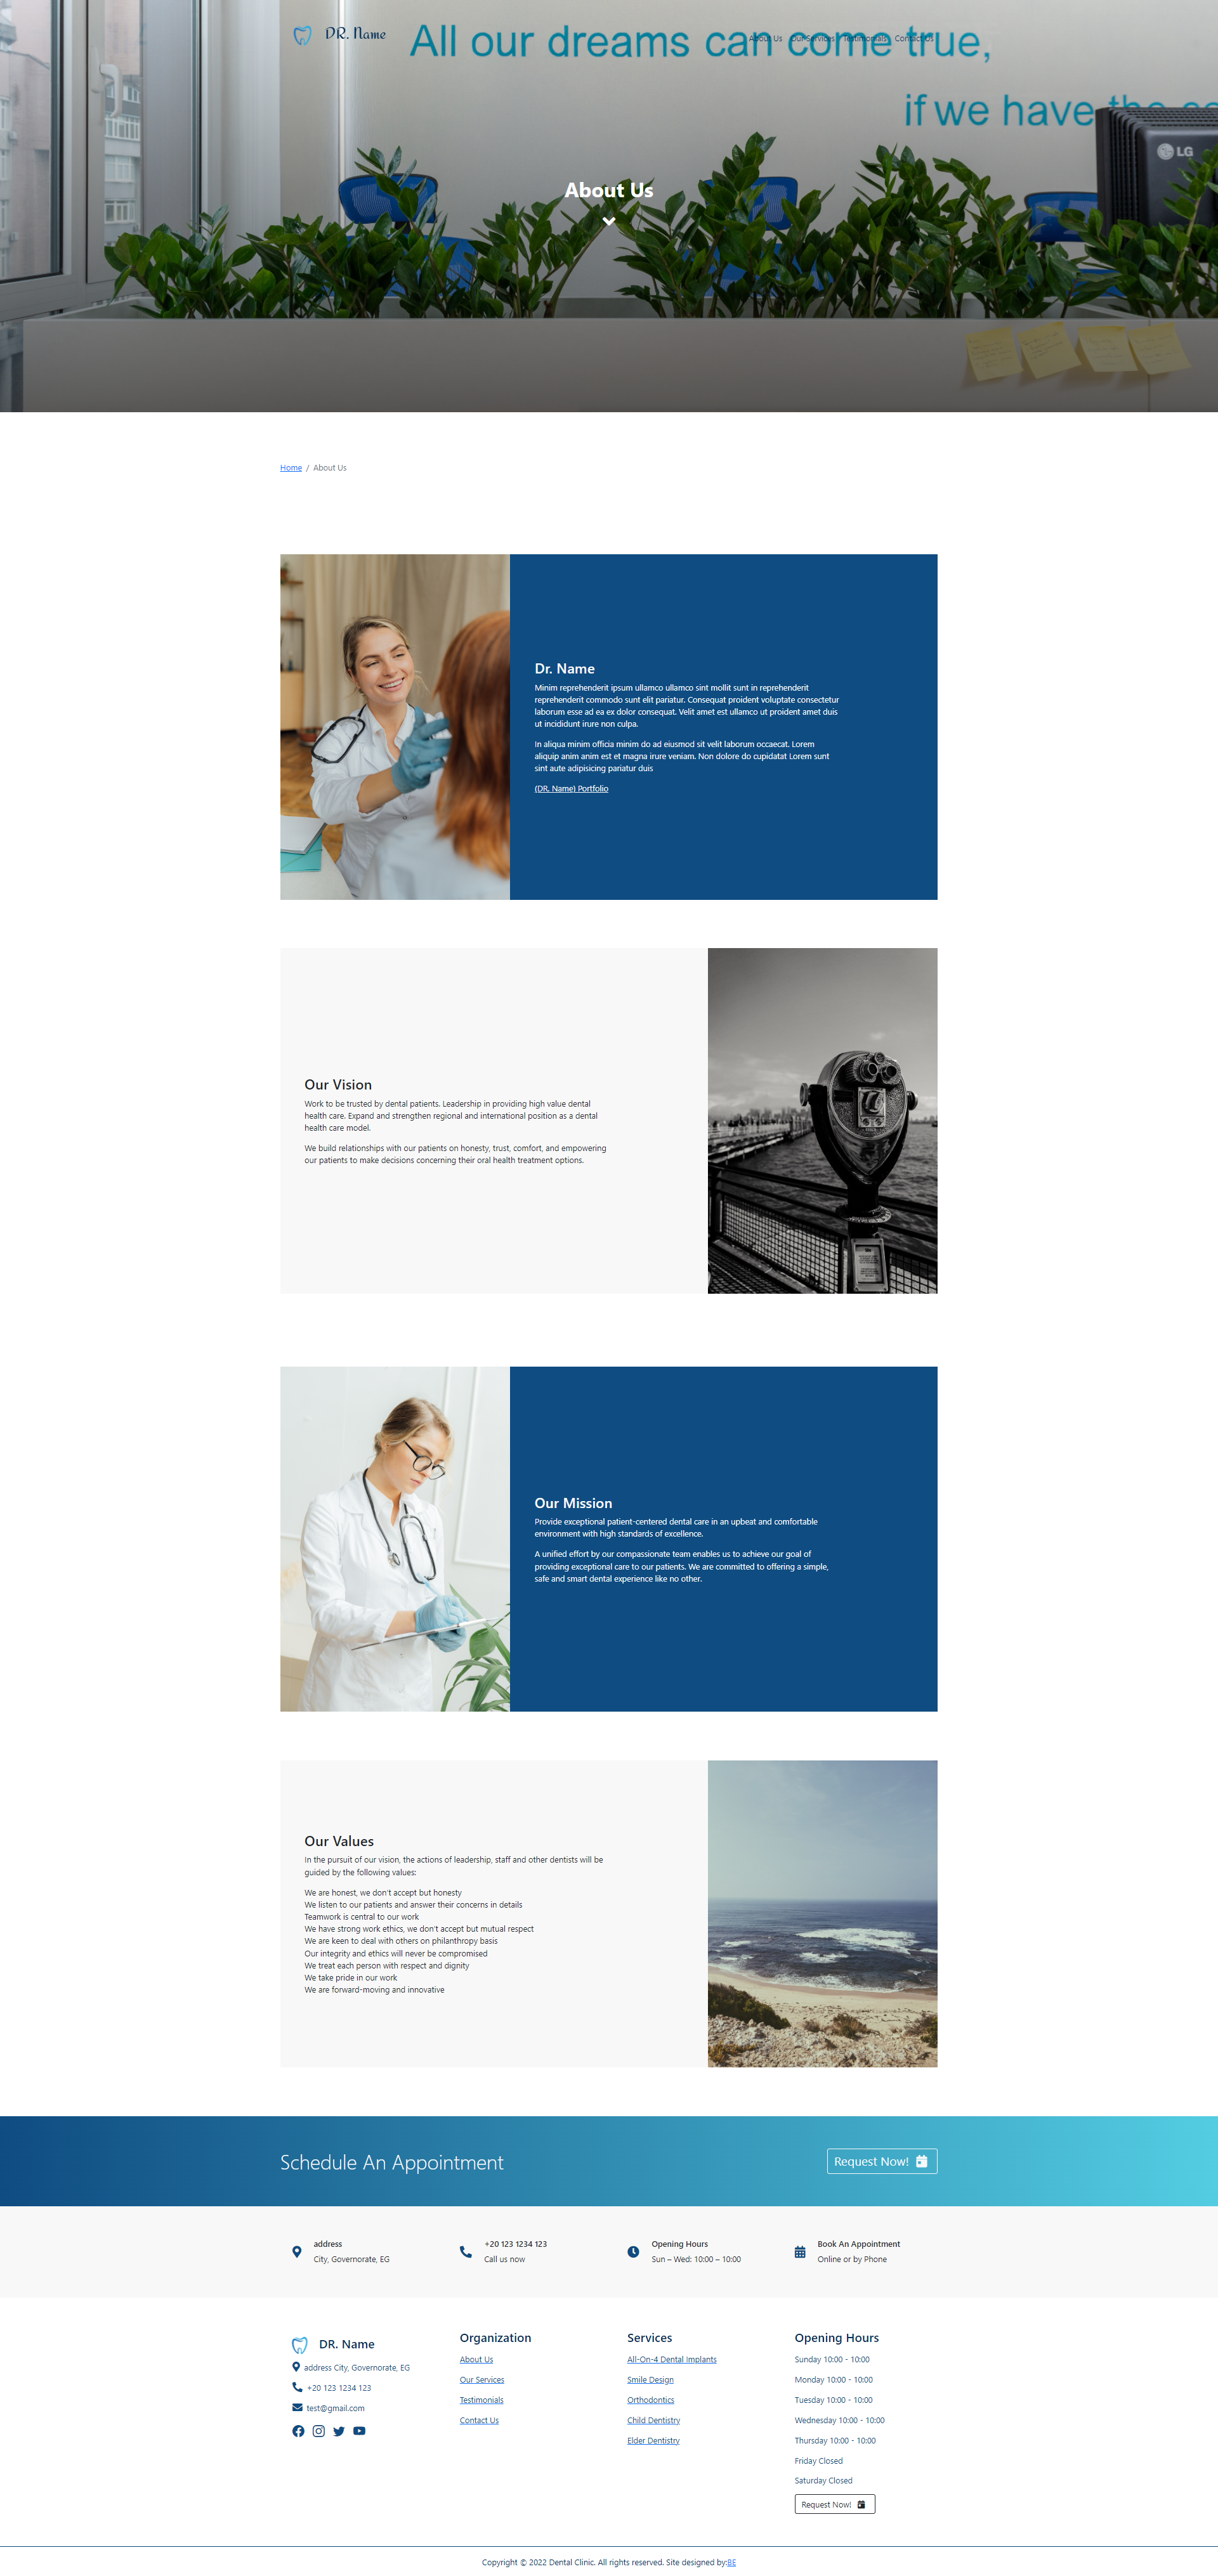 DR. Name
About Us Our Services Testimonials Contact Us
All our dreams can come true,
if we have the co
LG
About Us
Home / About Us
Dr. Name
Minim reprehenderit ipsum ullamco ullamco sint mollit sunt in reprehenderit
reprehenderit commodo sunt elit pariatur. Consequat proident voluptate consectetur
laborum esse ad ea ex dolor consequat. Velit amet est ullamco ut proident amet duis
ut incididunt irure non culpa.
In aliqua minim officia minim do ad eiusmod sit velit laborum occaecat. Lorem
aliquip anim anim est et magna irure veniam. Non dolore do cupidatat Lorem sunt
sint aute adipisicing pariatur duis
(DR. Name) Portfolio
Our Vision
Work to be trusted by dental patients. Leadership in providing high value dental
health care. Expand and strengthen regional and international position as a dental
health care model.
We build relationships with our patients on honesty, trust, comfort, and empowering
our patients to make decisions concerning their oral health treatment options.
Our Mission
Provide exceptional patient-centered dental care in an upbeat and comfortable
environment with high standards of excellence.
A unified effort by our compassionate team enables us to achieve our goal of
providing exceptional care to our patients. We are committed to offering a simple,
safe and smart dental experience like no other.
Our Values
In the pursuit of our vision, the actions of leadership, staff and other dentists will be
guided by the following values:
We are honest, we don't accept but honesty
We listen to our patients and answer their concerns in details
Teamwork is central to our work
We have strong work ethics, we don't accept but mutual respect
We are keen to deal with others on philanthropy basis
Our integrity and ethics will never be compromised
We treat each person with respect and dignity
We take pride in our work
We are forward-moving and innovative
Schedule An Appointment
Request Now!
address
City, Governorate, EG
+20 123 1234 123
Call us now
Opening Hours
Sun – Wed: 10:00 – 10:00
Book An Appointment
Online or by Phone
DR. Name
address City, Governorate, EG
+20 123 1234 123
test@gmail.com
Organization
About Us
Our Services
Testimonials
Contact Us
Services
All-On-4 Dental Implants
Smile Design
Orthodontics
Child Dentistry
Elder Dentistry
Opening Hours
Sunday 10:00 - 10:00
Monday 10:00 - 10:00
Tuesday 10:00 - 10:00
Wednesday 10:00 - 10:00
Thursday 10:00 - 10:00
Friday Closed
Saturday Closed
Request Now!
Copyright © 2022 Dental Clinic. All rights reserved. Site designed by:BE